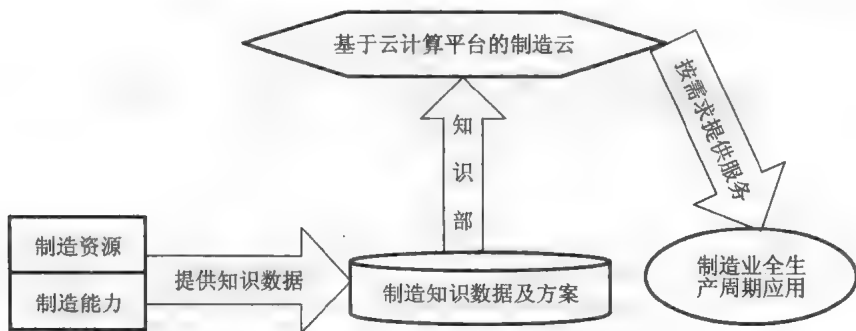 基于云计算平台的制造云
按需求提供服务
知
识
部
制造资源
提供知识数据
制造能力
制造知识数据及方案
制造业全生
产周期应用